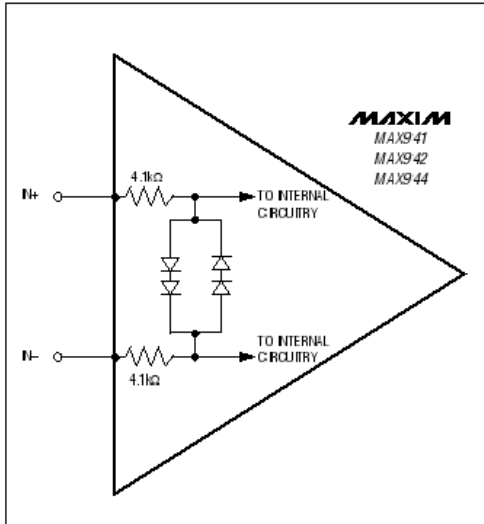 MAXIM
MAX941
MAX942
MAX944
4.1kΩ
IN+
TO INTERNAL
CIRCUITRY
IN–
TO INTERNAL
CIRCUITRY
4.1kΩ